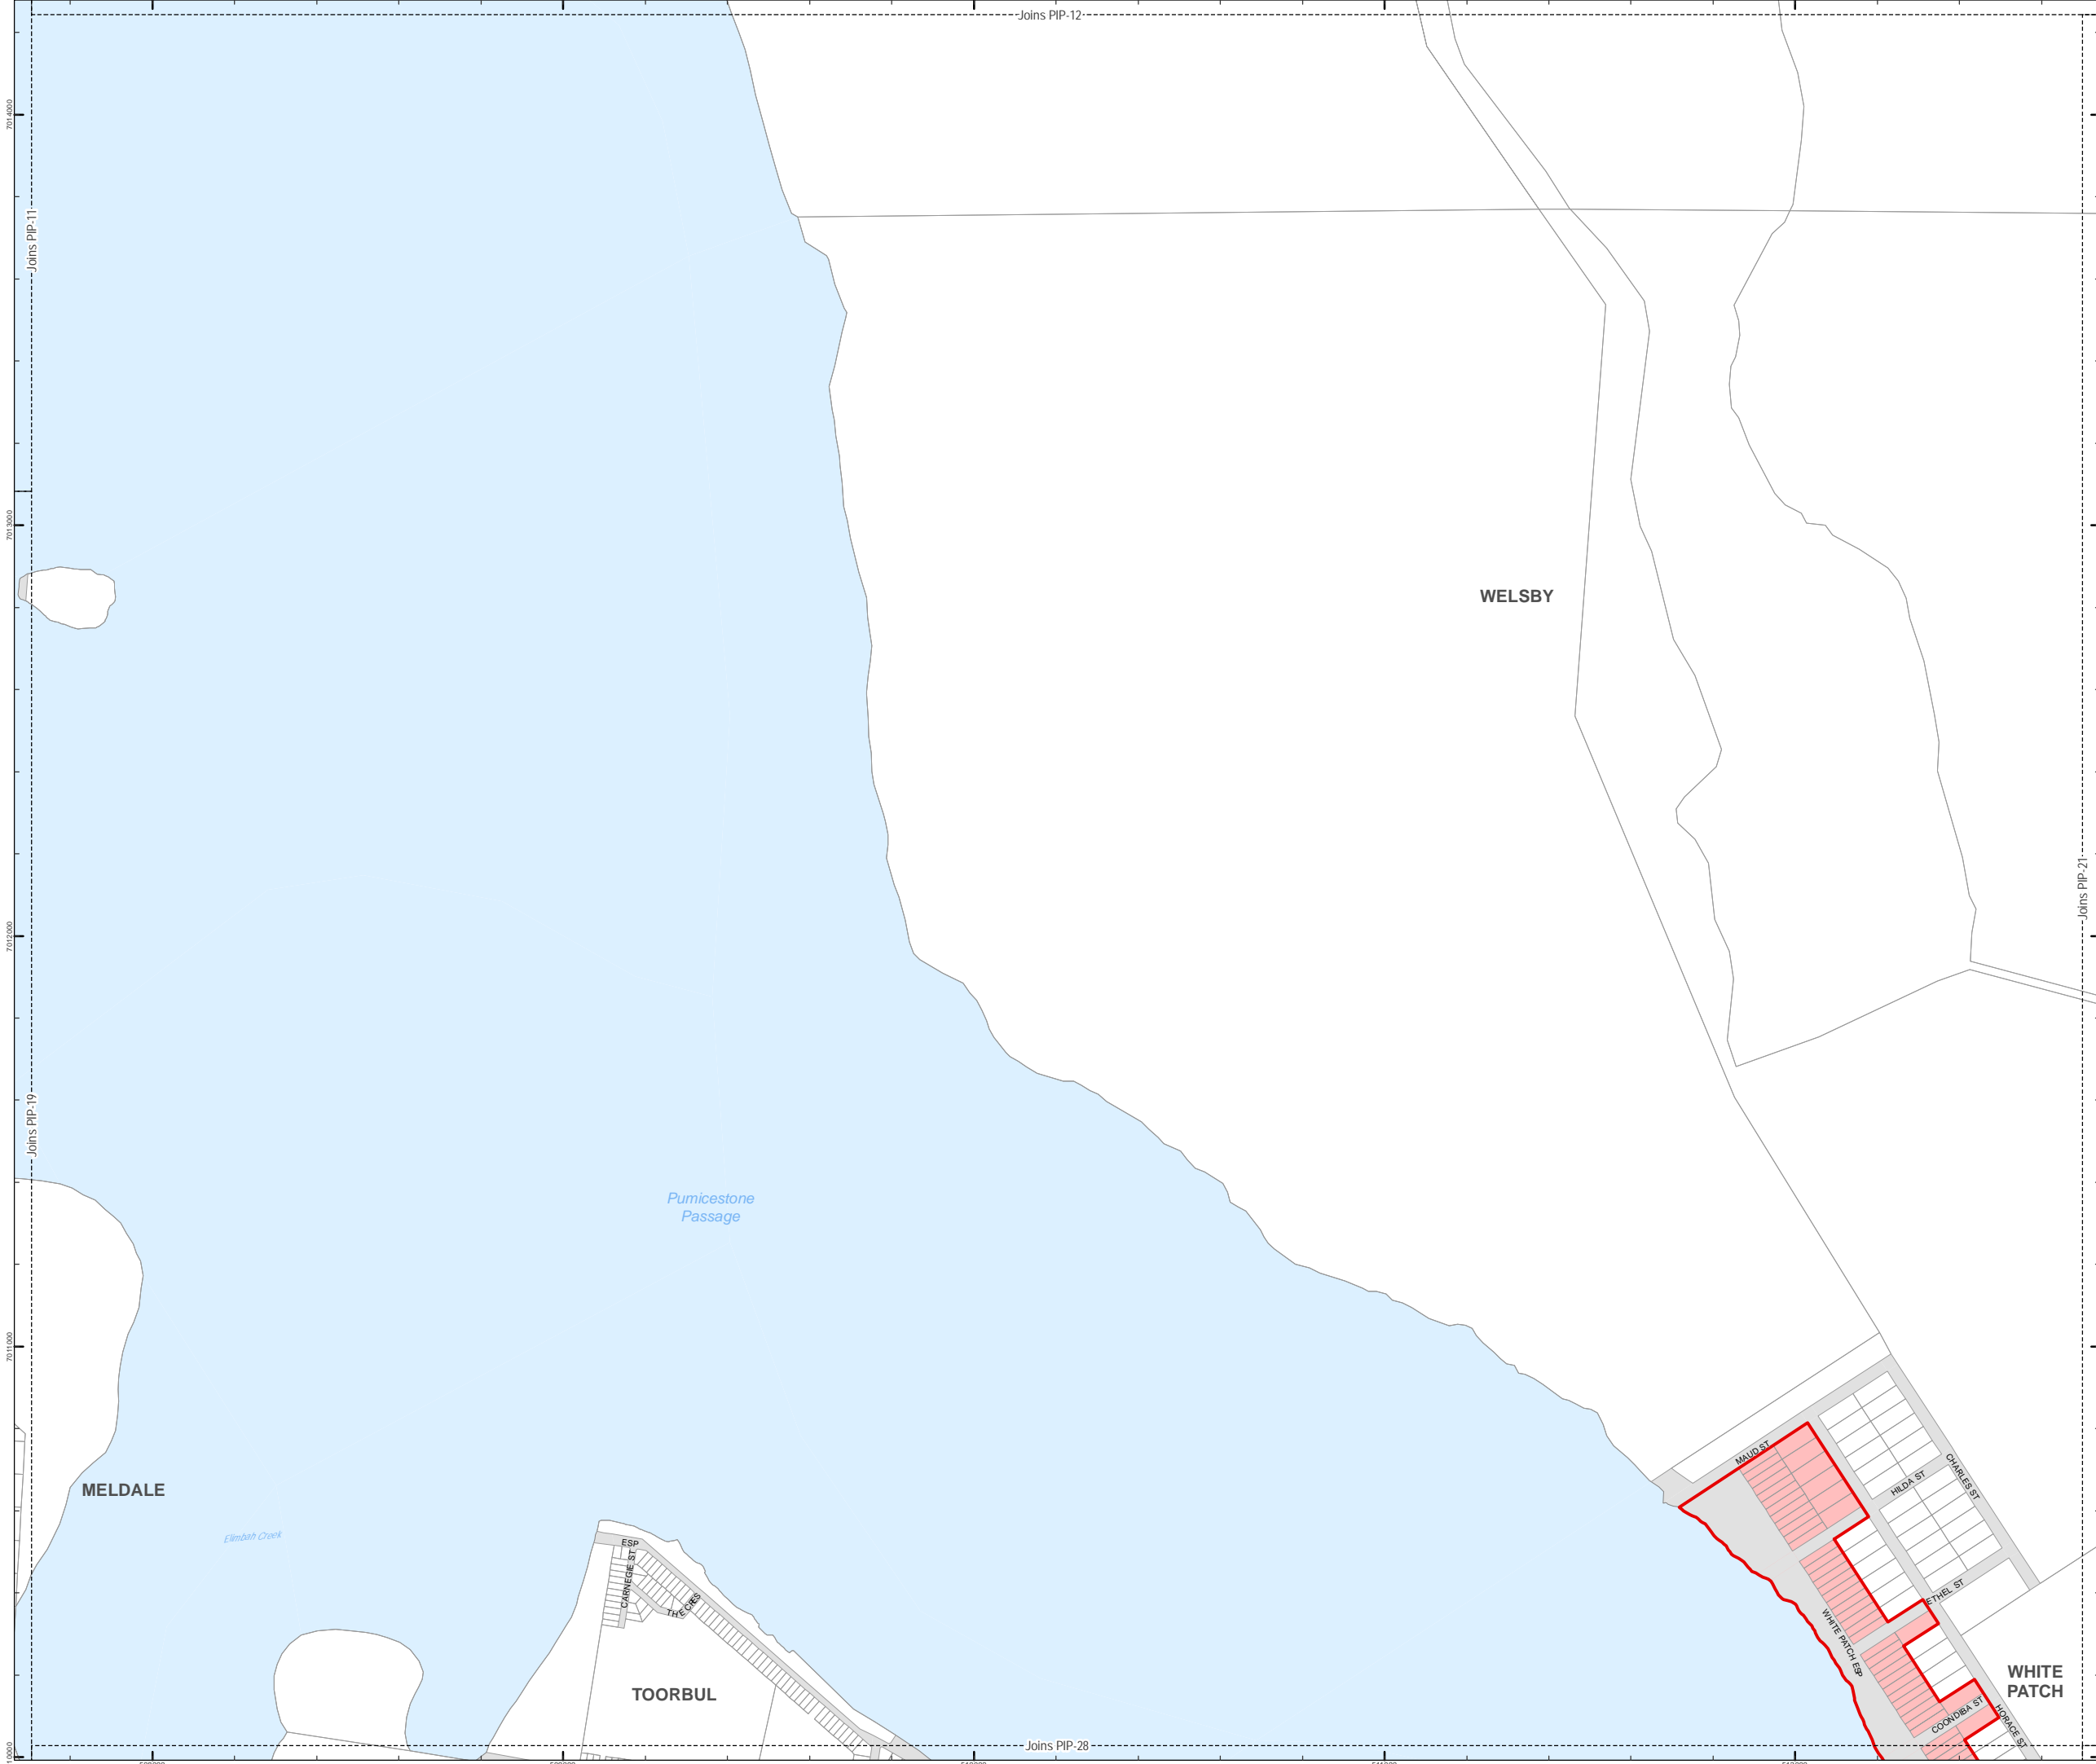 Joins PIP-12
7014000
Joins PIP-11
7013000
WELSBY
Joins PIP-21
7012000
Joins PIP-19
Pumicestone
Passage
7011000
MAUD ST
CHARLES ST
HILDA ST
MELDALE
Elimbah Creek
ESP
CARNEGIE ST
THE CRES
ETHEL ST
WHITE PATCH ESP
WHITE
PATCH
TOORBUL
COONDIBA ST
HORACE ST
Joins PIP-28